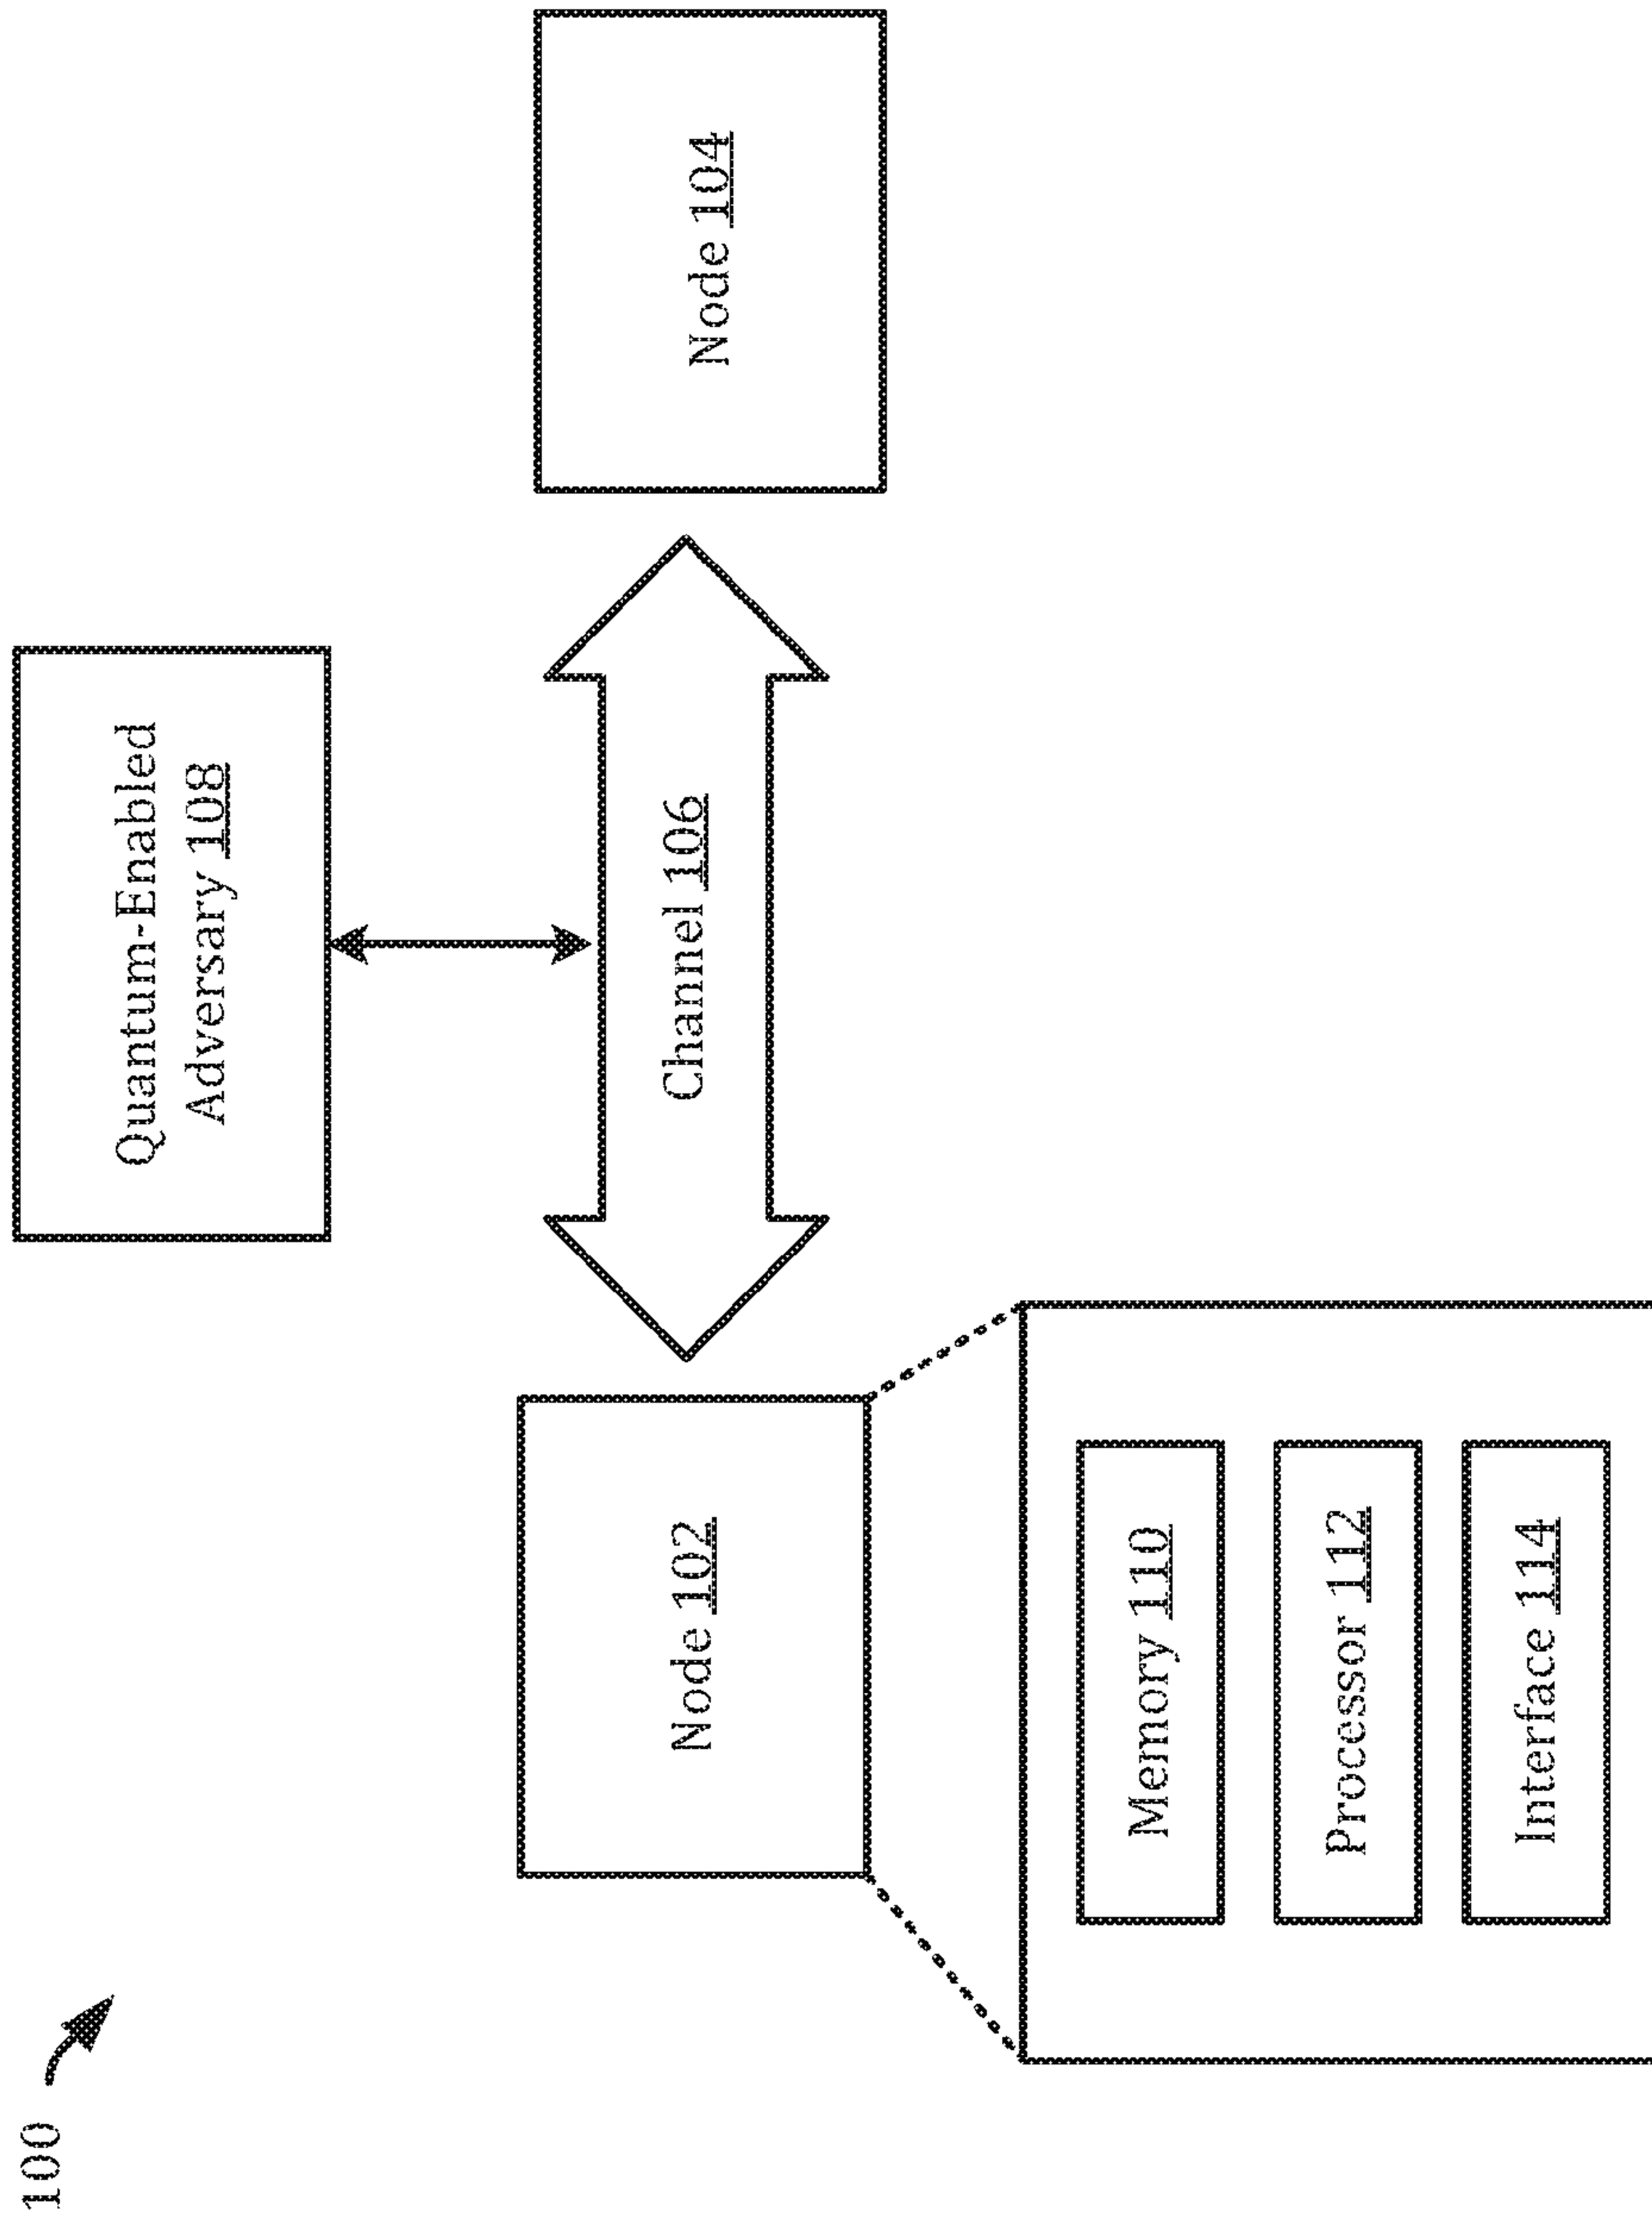 100
Quantum-Enabled
Adversary 108
Node 102
Channel 106
Node 104
Memory 110
Processor 112
Interface 114